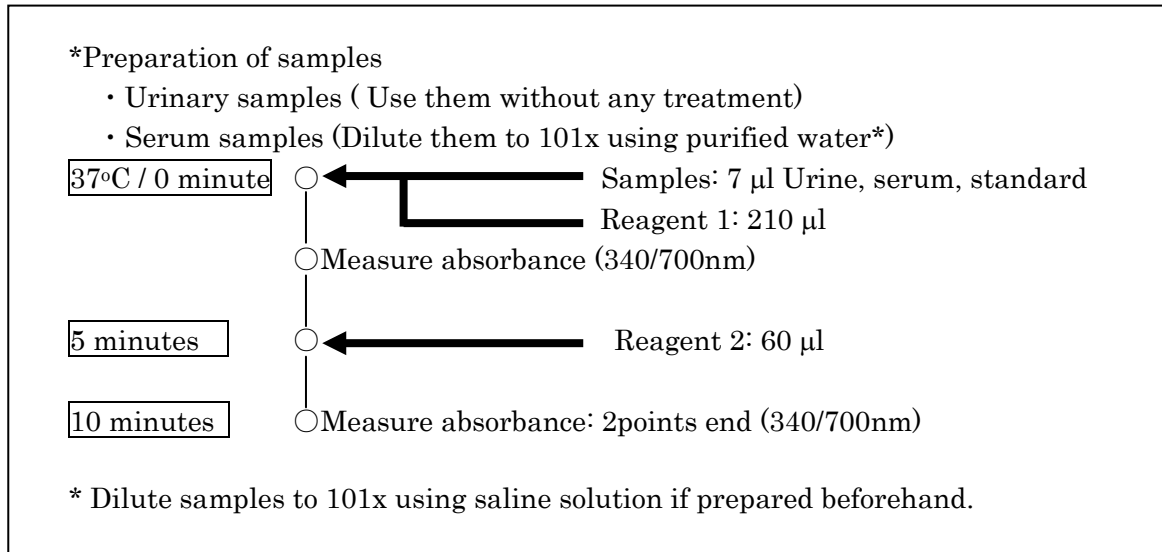 *Preparation of samples
・Urinary samples ( Use them without any treatment)
・Serum samples (Dilute them to 101x using purified water*)
37ºC / 0 minute Samples: 7 μl Urine, serum, standard
Reagent 1: 210 μl
Measure absorbance (340/700nm)
5 minutes Reagent 2: 60 μl
10 minutes Measure absorbance: 2points end (340/700nm)
* Dilute samples to 101x using saline solution if prepared beforehand.